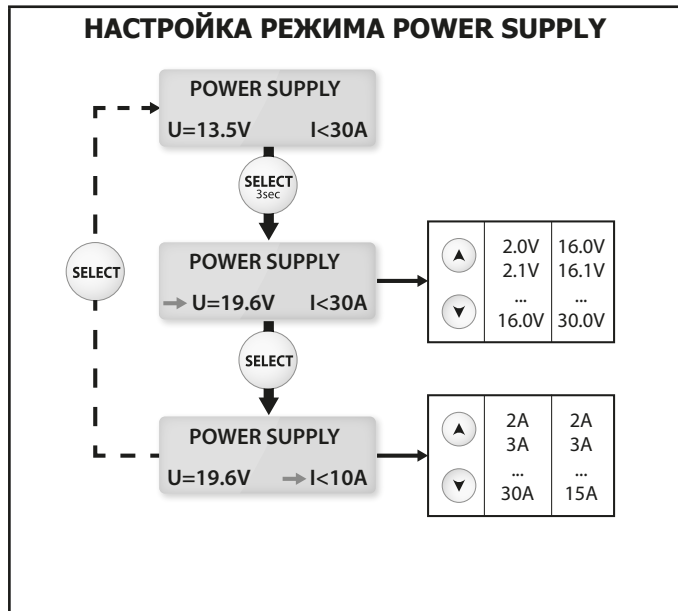 НАСТРОЙКА РЕЖИМА POWER SUPPLY
POWER SUPPLY
U=13.5V I<30A
SELECT
3sec
SELECT
POWER SUPPLY
U=19.6V I<30A
2.0V 16.0V
2.1V 16.1V
... ...
16.0V 30.0V
SELECT
POWER SUPPLY
U=19.6V I<10A
2A 2A
3A 3A
... ...
30A 15A